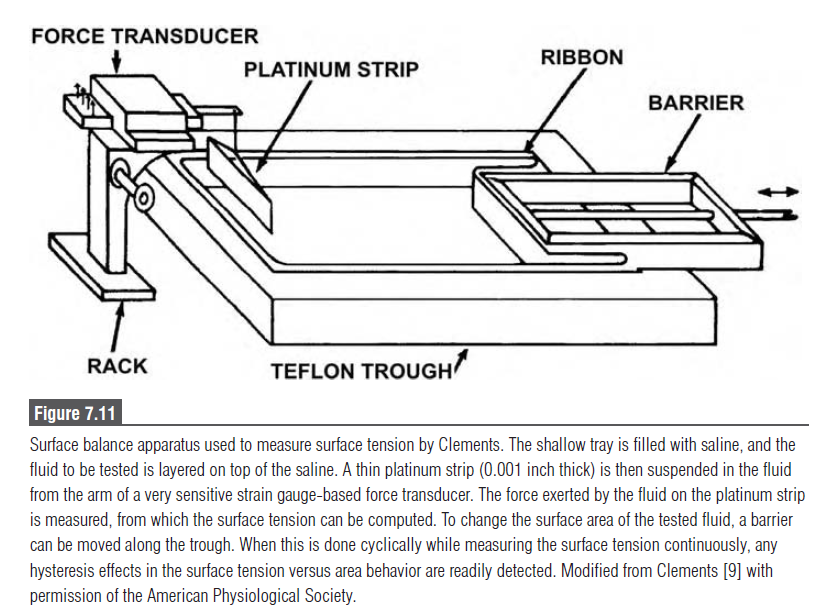 FORCE TRANSDUCER
PLATINUM STRIP
RIBBON
BARRIER
RACK
TEFLON TROUGH
Figure 7.11
Surface balance apparatus used to measure surface tension by Clements. The shallow tray is filled with saline, and the
fluid to be tested is layered on top of the saline. A thin platinum strip (0.001 inch thick) is then suspended in the fluid
from the arm of a very sensitive strain gauge-based force transducer. The force exerted by the fluid on the platinum strip
is measured, from which the surface tension can be computed. To change the surface area of the tested fluid, a barrier
can be moved along the trough. When this is done cyclically while measuring the surface tension continuously, any
hysteresis effects in the surface tension versus area behavior are readily detected. Modified from Clements [9] with
permission of the American Physiological Society.